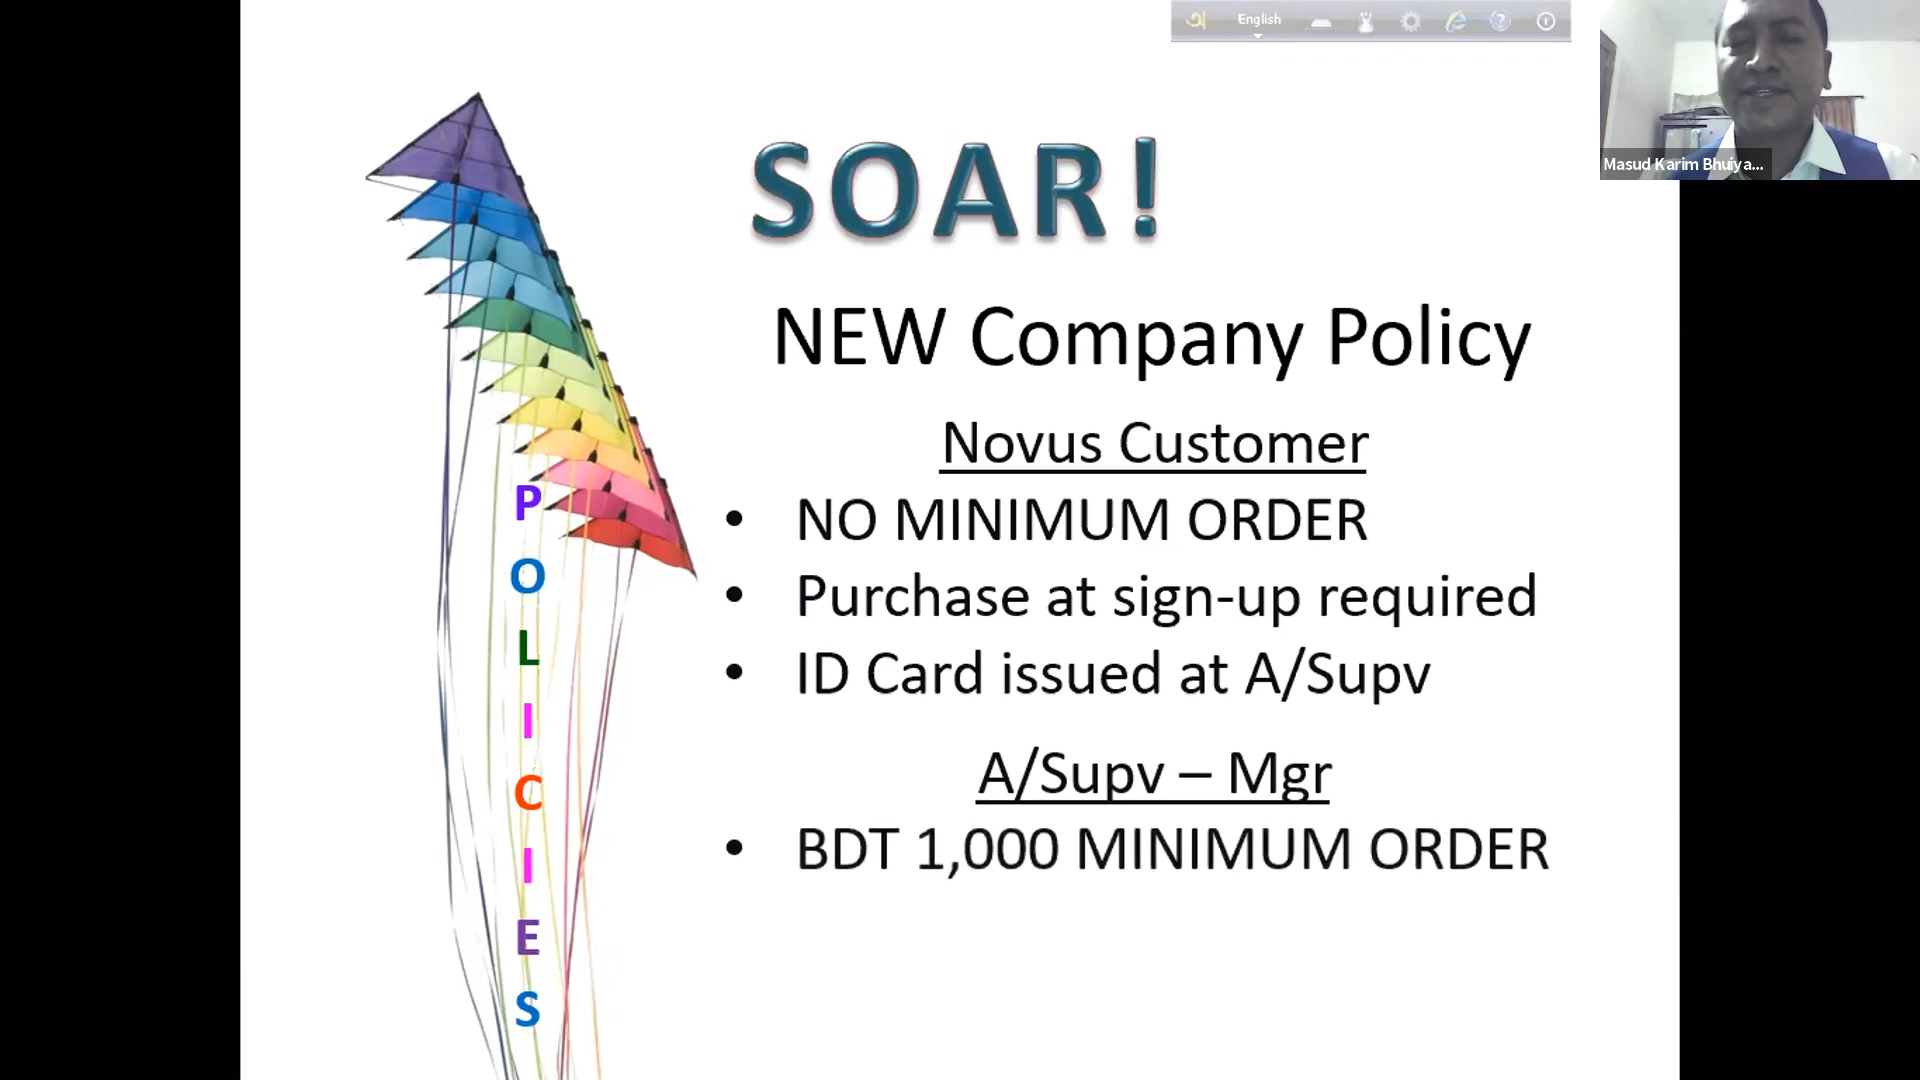 অ English
Masud Karim Bhuiya...
SOAR!
NEW Company Policy
Novus Customer
• NO MINIMUM ORDER
• Purchase at sign-up required
• ID Card issued at A/Supv
A/Supv – Mgr
• BDT 1,000 MINIMUM ORDER
POLICIES